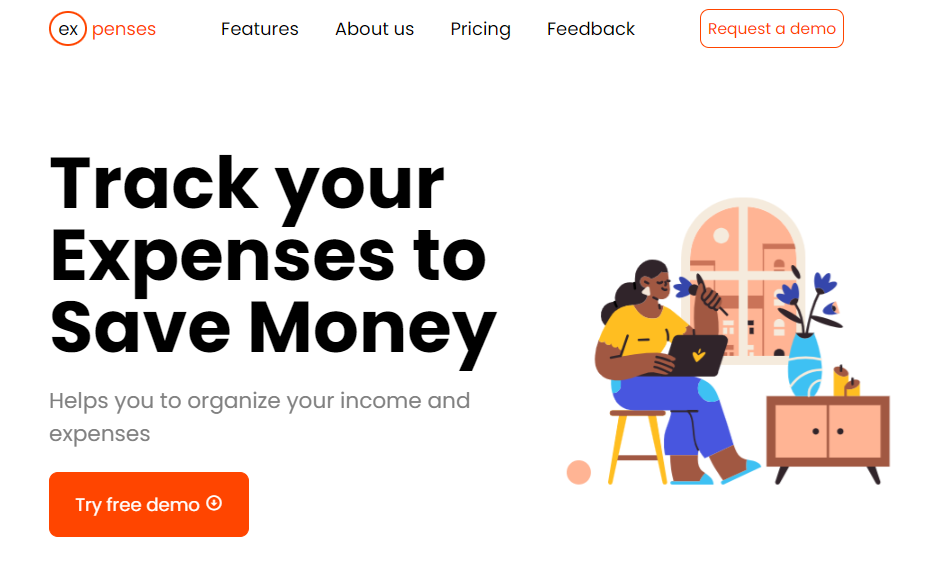 ex penses Features About us Pricing Feedback Request a demo
Track your
Expenses to
Save Money
Helps you to organize your income and
expenses
Try free demo